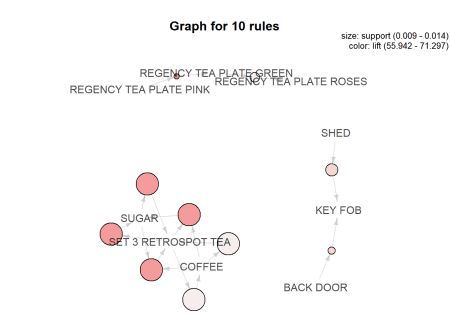 Graph for 10 rules
size: support (0.009 - 0.014)
color: lift (55.942 - 71.297)
REGENCY TEA PLATE GREEN
REGENCY TEA PLATE ROSES
REGENCY TEA PLATE PINK
SHED
KEY FOB
SUGAR
SET 3 RETROSPOT TEA
COFFEE
BACK DOOR